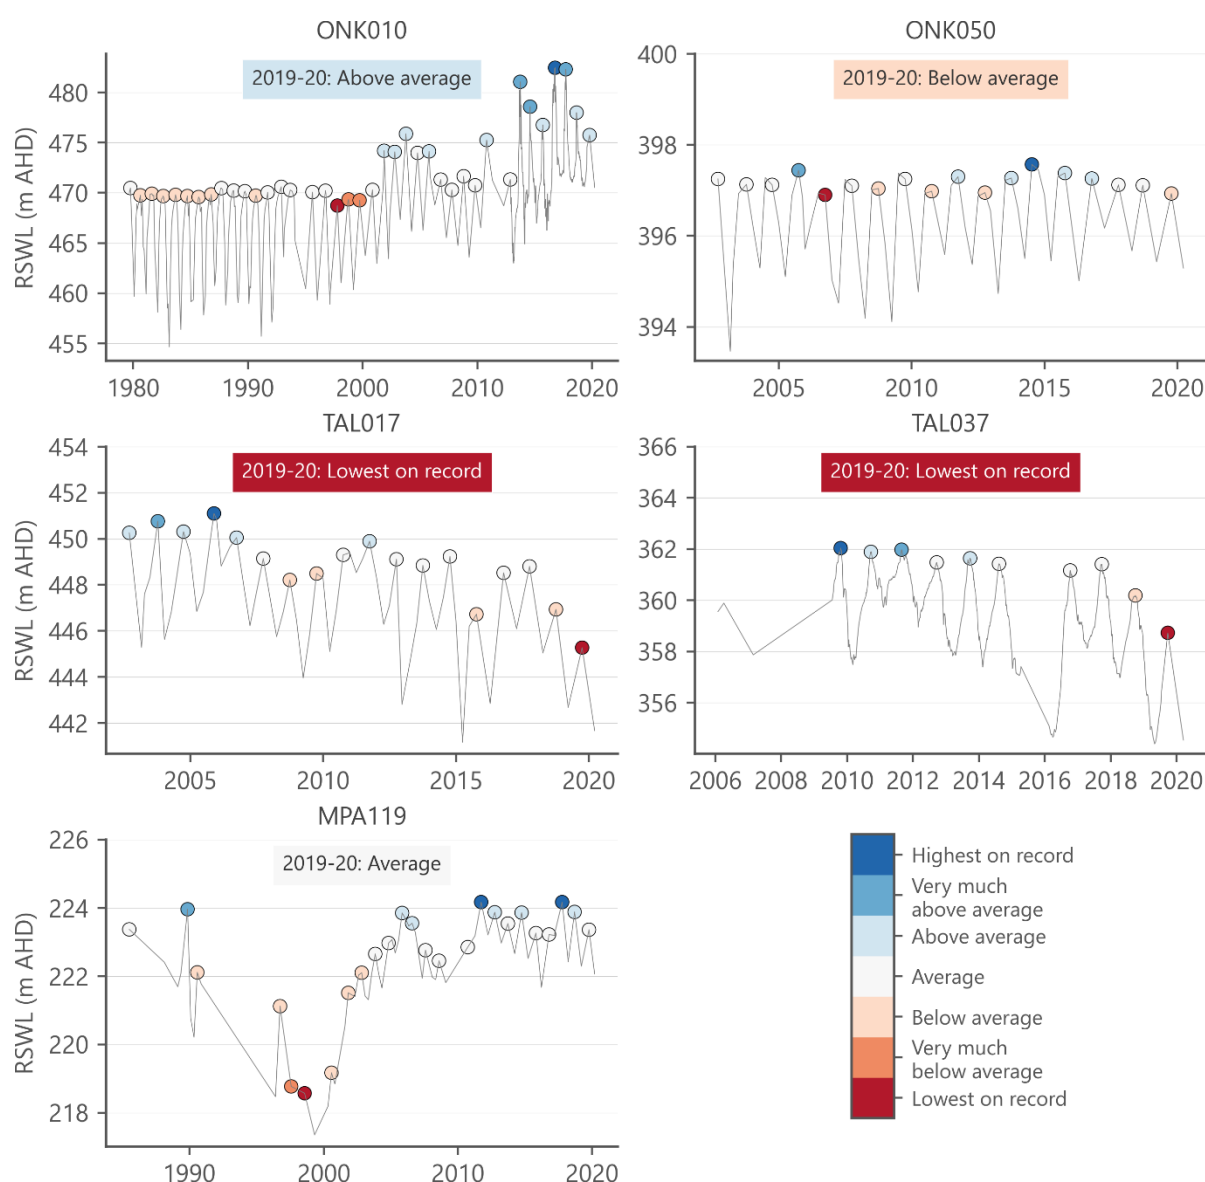 ONK010
2019-20: Above average
RSWL (m AHD)
480
475
470
465
460
455
1980
1990
2000
2010
2020
ONK050
2019-20: Below average
400
398
396
394
2005
2010
2015
2020
TAL017
2019-20: Lowest on record
RSWL (m AHD)
454
452
450
448
446
444
442
2005
2010
2015
2020
TAL037
2019-20: Lowest on record
366
364
362
360
358
356
2006
2008
2010
2012
2014
2016
2018
2020
MPA119
2019-20: Average
RSWL (m AHD)
226
224
222
220
218
1990
2000
2010
2020
Highest on record
Very much
above average
Above average
Average
Below average
Very much
below average
Lowest on record